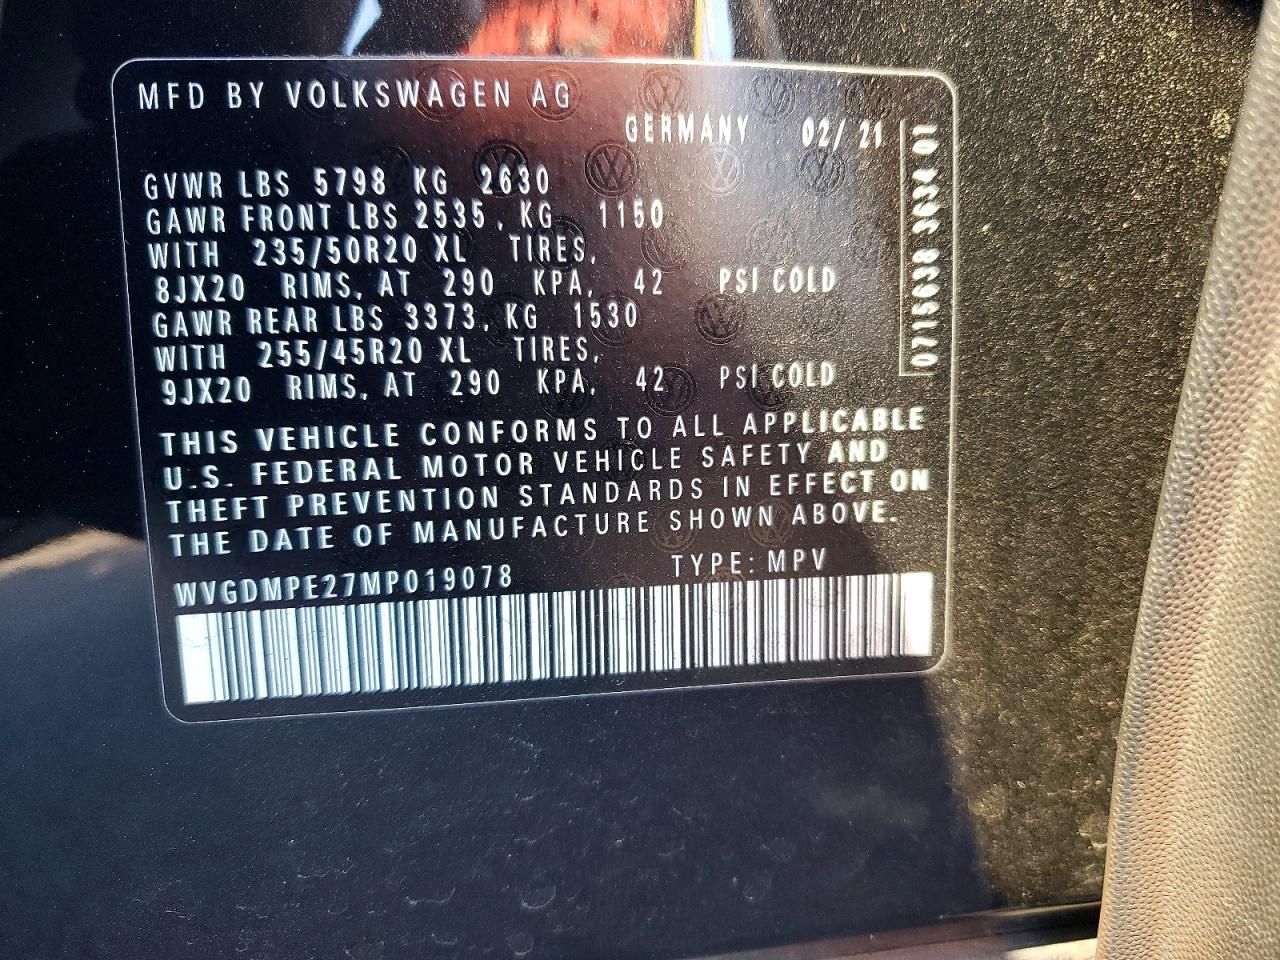 MFD BY VOLKSWAGEN AG
GERMANY 02/ 21
GVWR LBS 5798 KG 2630
GAWR FRONT LBS 2535, KG 1150
WITH 235/50R20 XL TIRES,
8JX20 RIMS, AT 290 KPA, 42 PSI COLD
GAWR REAR LBS 3373, KG 1530
WITH 255/45R20 XL TIRES,
9JX20 RIMS, AT 290 KPA, 42 PSI COLD
THIS VEHICLE CONFORMS TO ALL APPLICABLE
U.S. FEDERAL MOTOR VEHICLE SAFETY AND
THEFT PREVENTION STANDARDS IN EFFECT ON
THE DATE OF MANUFACTURE SHOWN ABOVE.
WVGDMPE27MP019078 TYPE: MPV